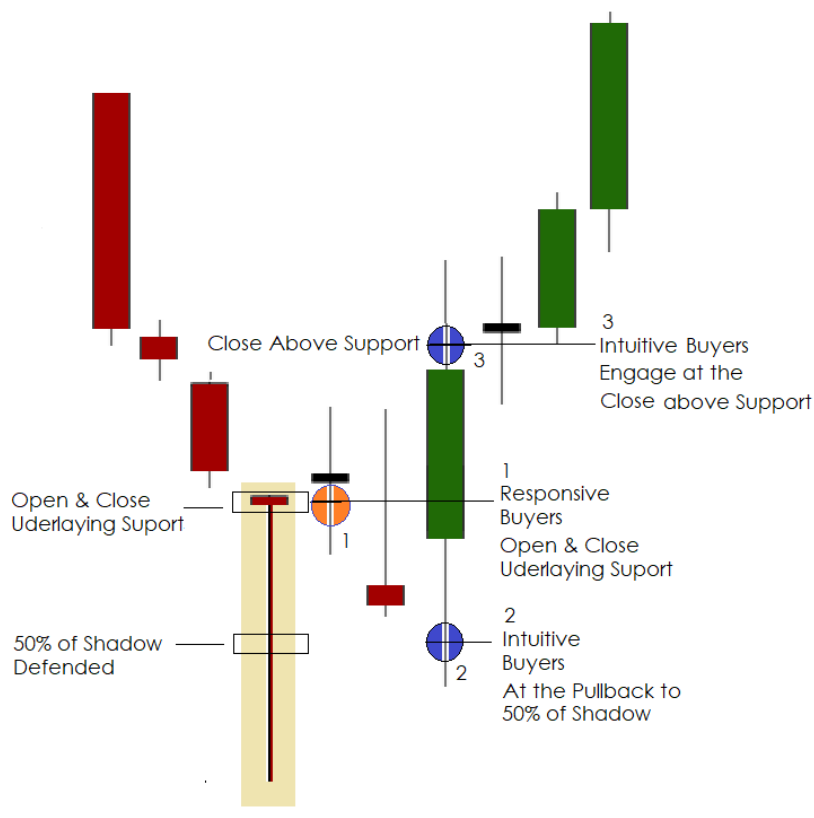 Close Above Support
3
3
Intuitive Buyers
Engage at the
Close above Support
Open & Close
Uderlaying Suport
1
1
Responsive
Buyers
Open & Close
Uderlaying Suport
50% of Shadow
Defended
2
2
Intuitive
Buyers
At the Pullback to
50% of Shadow